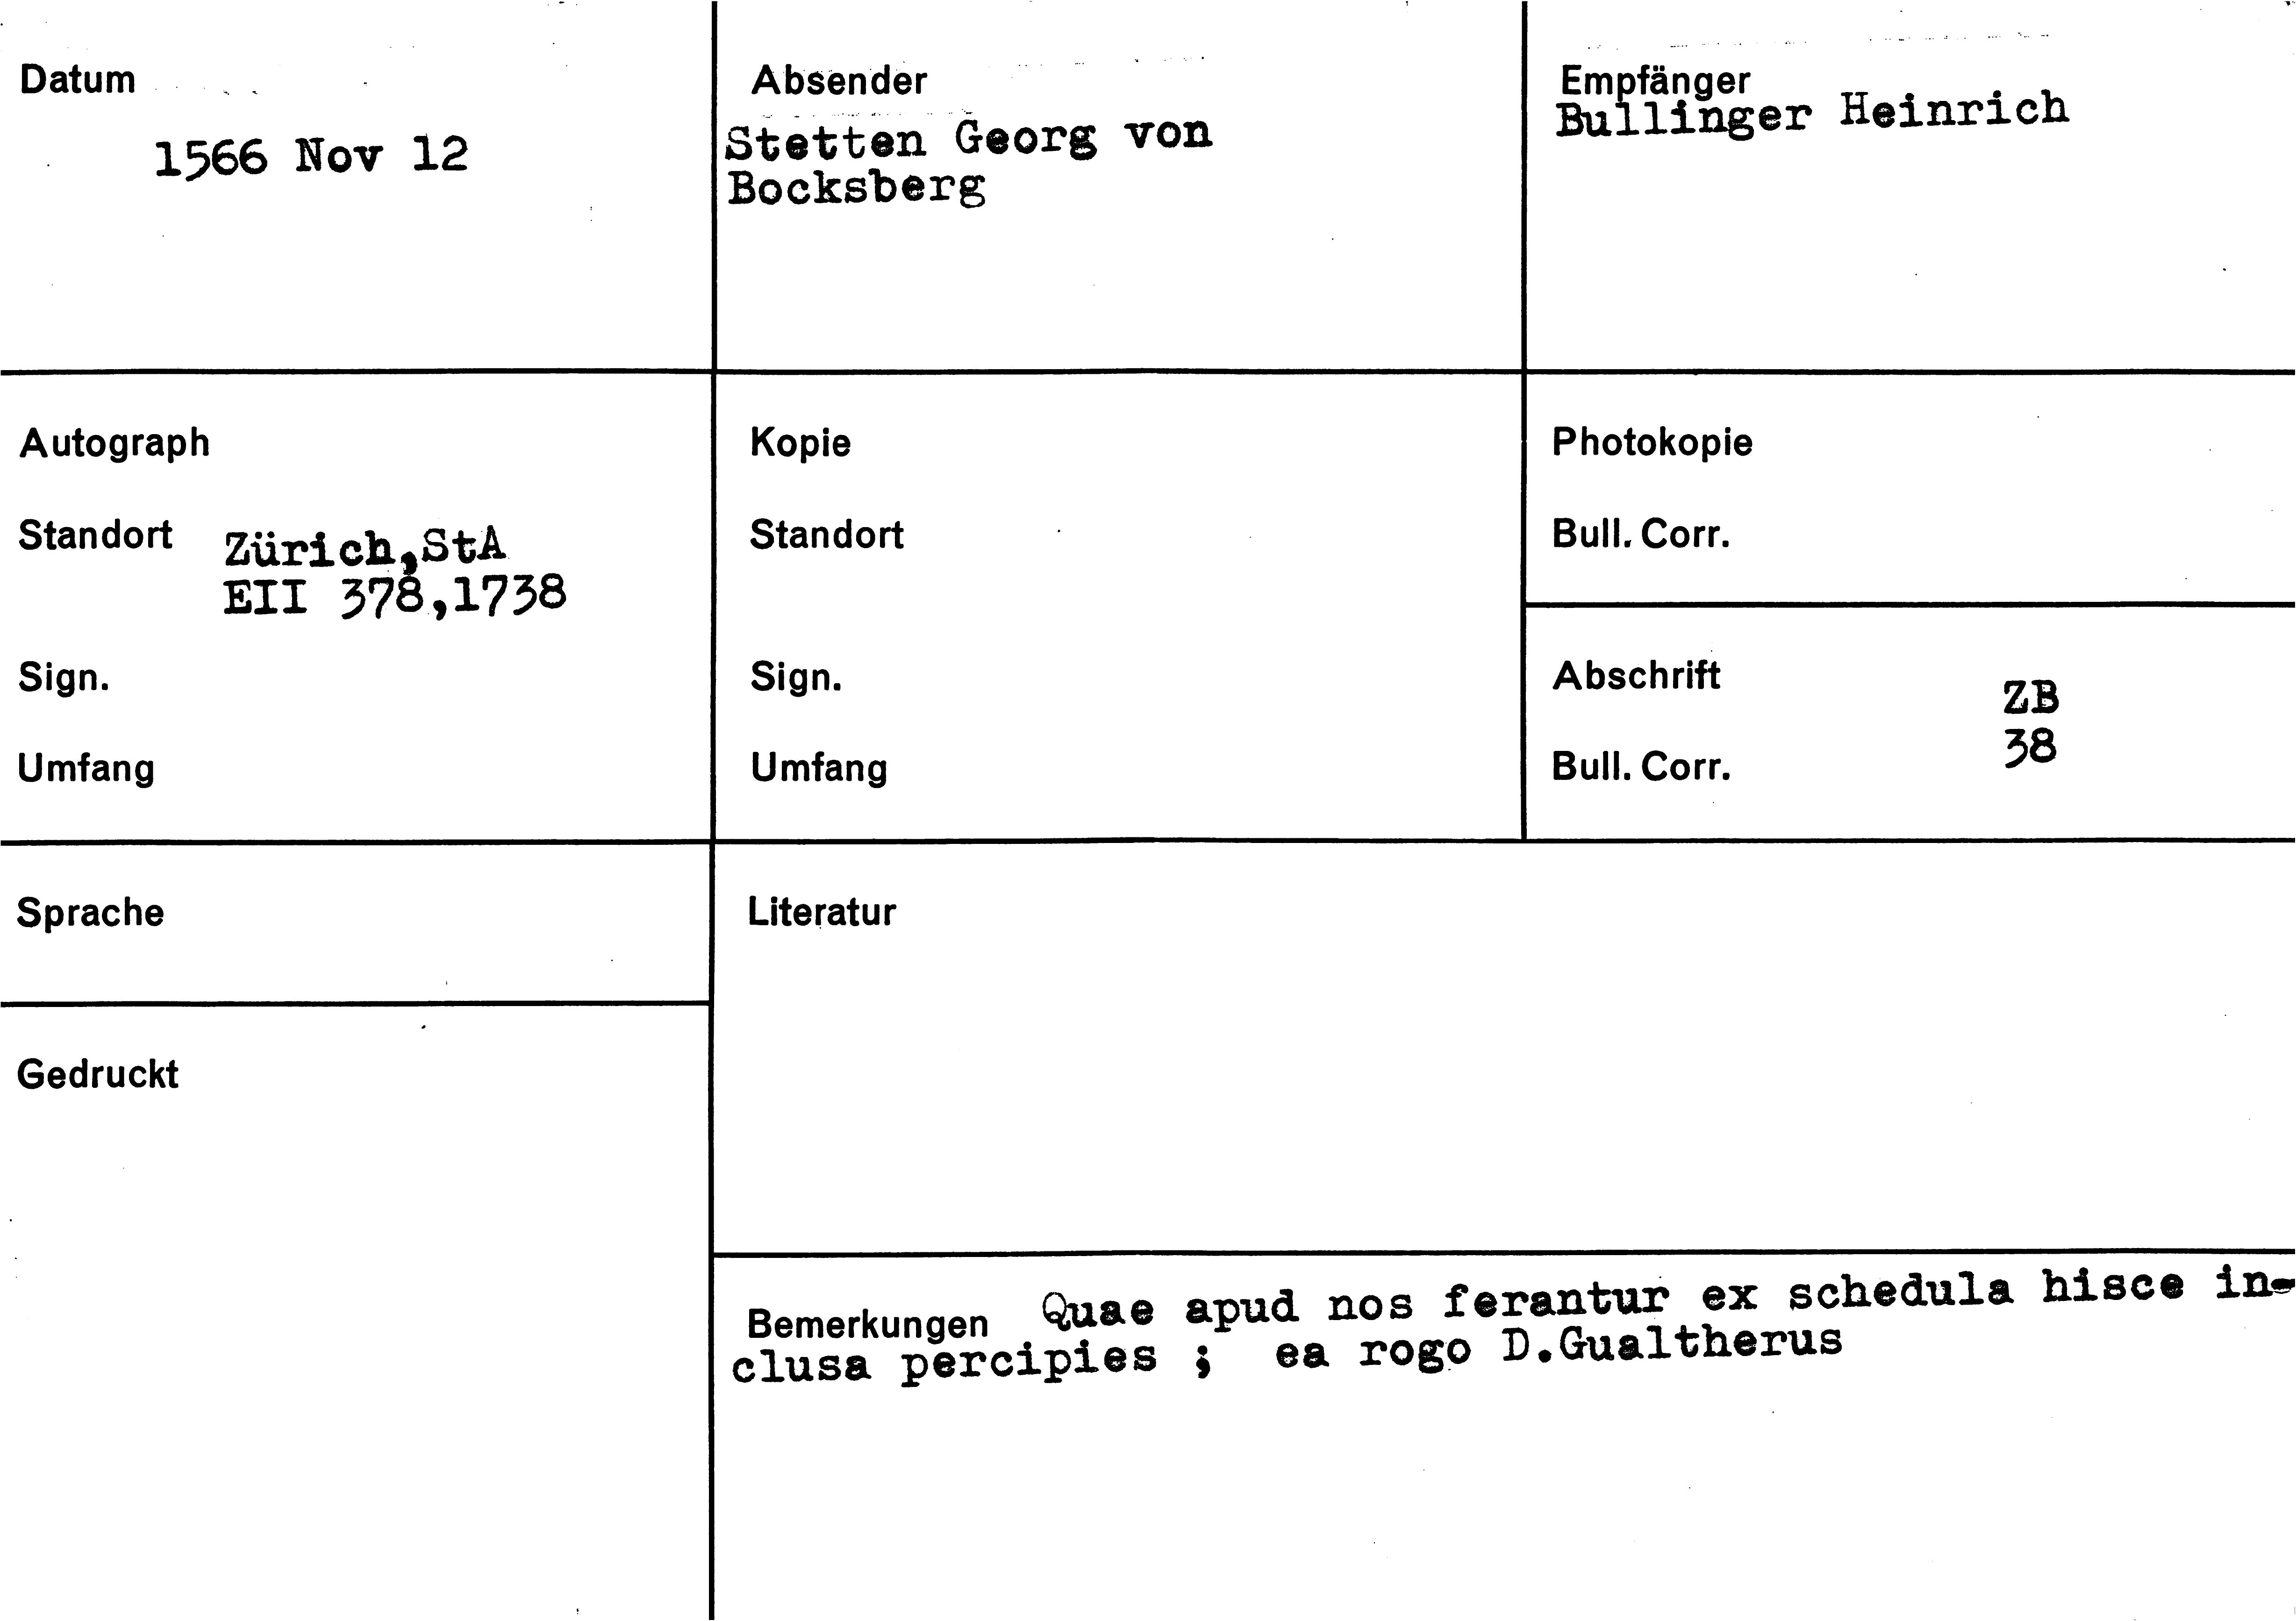 Datum
1566 Nov 12
Absender
Stetten Georg von
Bocksberg
Empfänger
Bullinger Heinrich
Autograph
Standort Zürich,StA
EII 378,1738
Sign.
Umfang
Kopie
Standort
Sign.
Umfang
Photokopie
Bull. Corr.
Abschrift ZB
38
Bull. Corr.
Sprache
Gedruckt
Literatur
Bemerkungen Quae apud nos ferantur ex schedula hisce in-
clusa percipies ; ea rogo D.Gualtherus